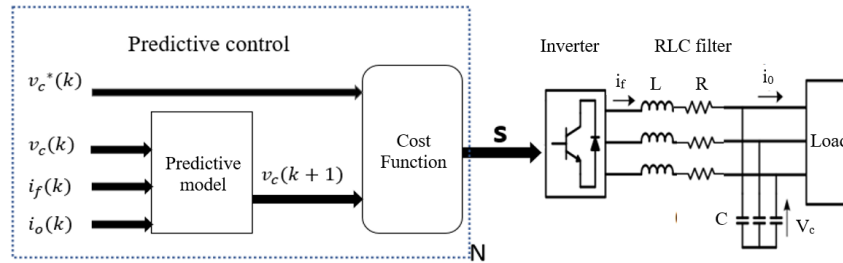 Predictive control
v_c*(k)
v_c(k)
i_f(k)
i_o(k)
Predictive
model
v_c(k + 1)
Cost
Function
S
N
Inverter
RLC filter
i_f
L
R
i_0
Load
C
V_c